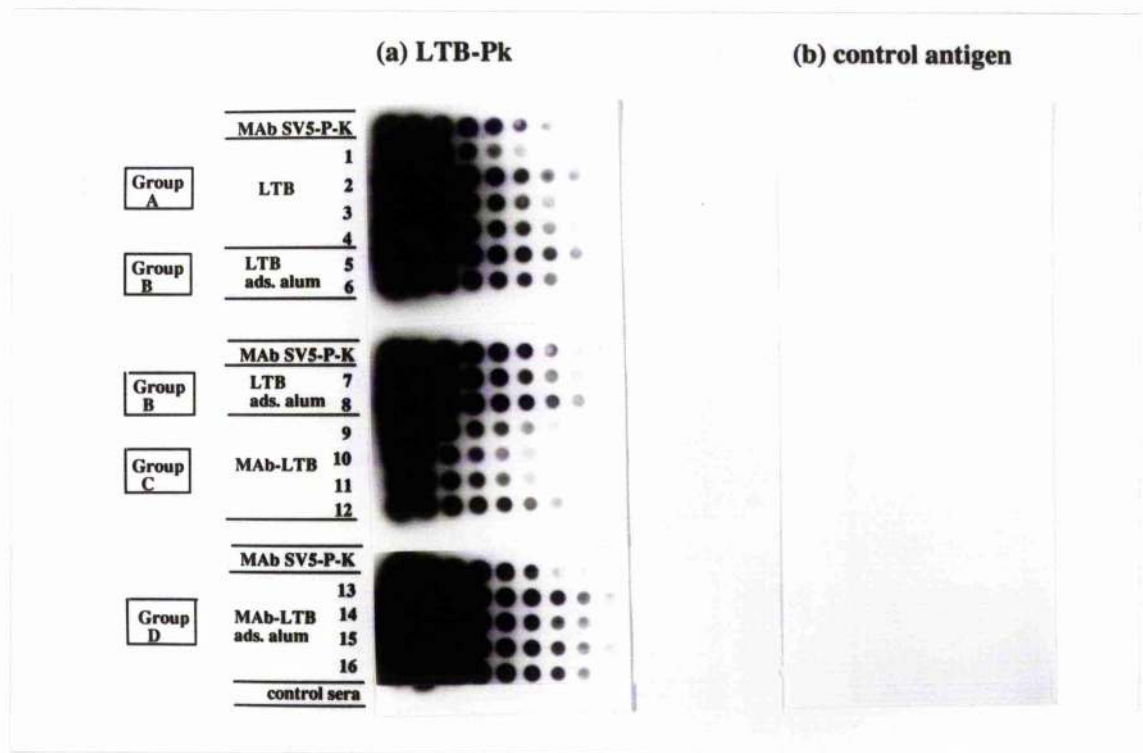 (a) LTB-Pk
(b) control antigen
MAb SV5-P-K
Group
A
LTB
1
2
3
4
Group
B
LTB
ads. alum
5
6
MAb SV5-P-K
Group
B
LTB
ads. alum
7
8
Group
C
MAb-LTB
9
10
11
12
MAb SV5-P-K
Group
D
MAb-LTB
ads. alum
13
14
15
16
control sera